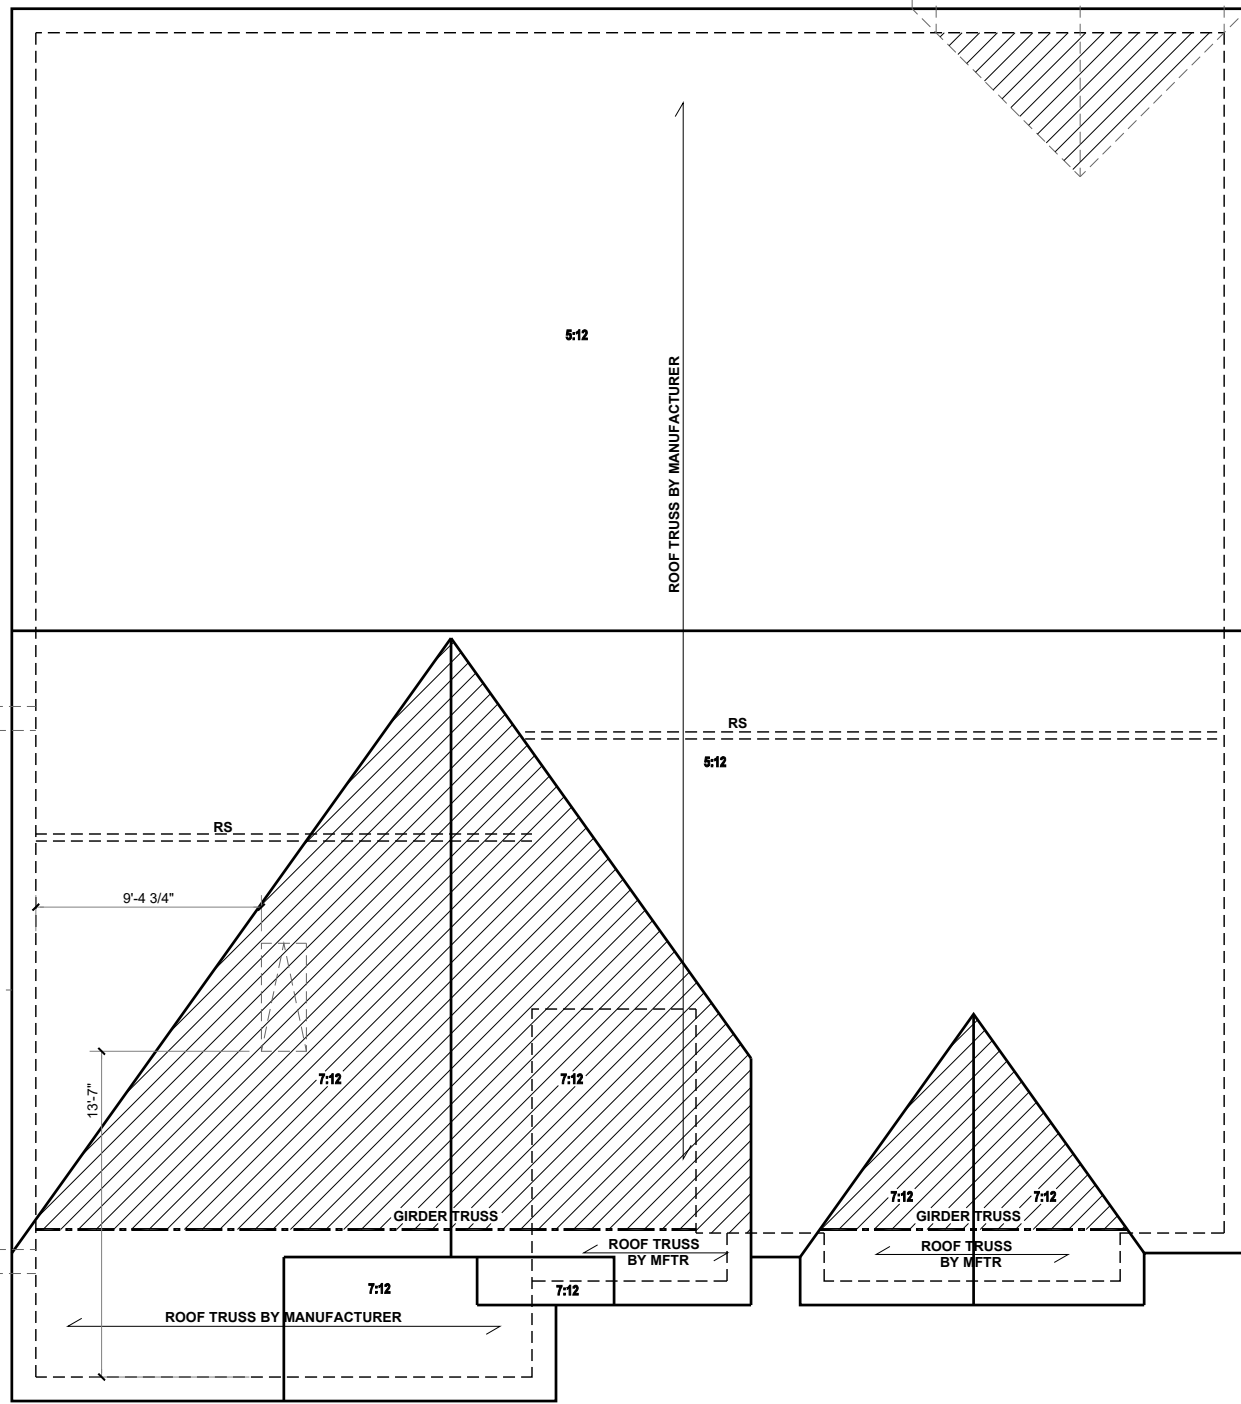 5:12
ROOF TRUSS BY MANUFACTURER
RS
5:12
RS
9'-4 3/4"
13'-7"
7:12
7:12
7:12
7:12
GIRDER TRUSS
GIRDER TRUSS
ROOF TRUSS
BY MFTR
ROOF TRUSS
BY MFTR
7:12
7:12
ROOF TRUSS BY MANUFACTURER